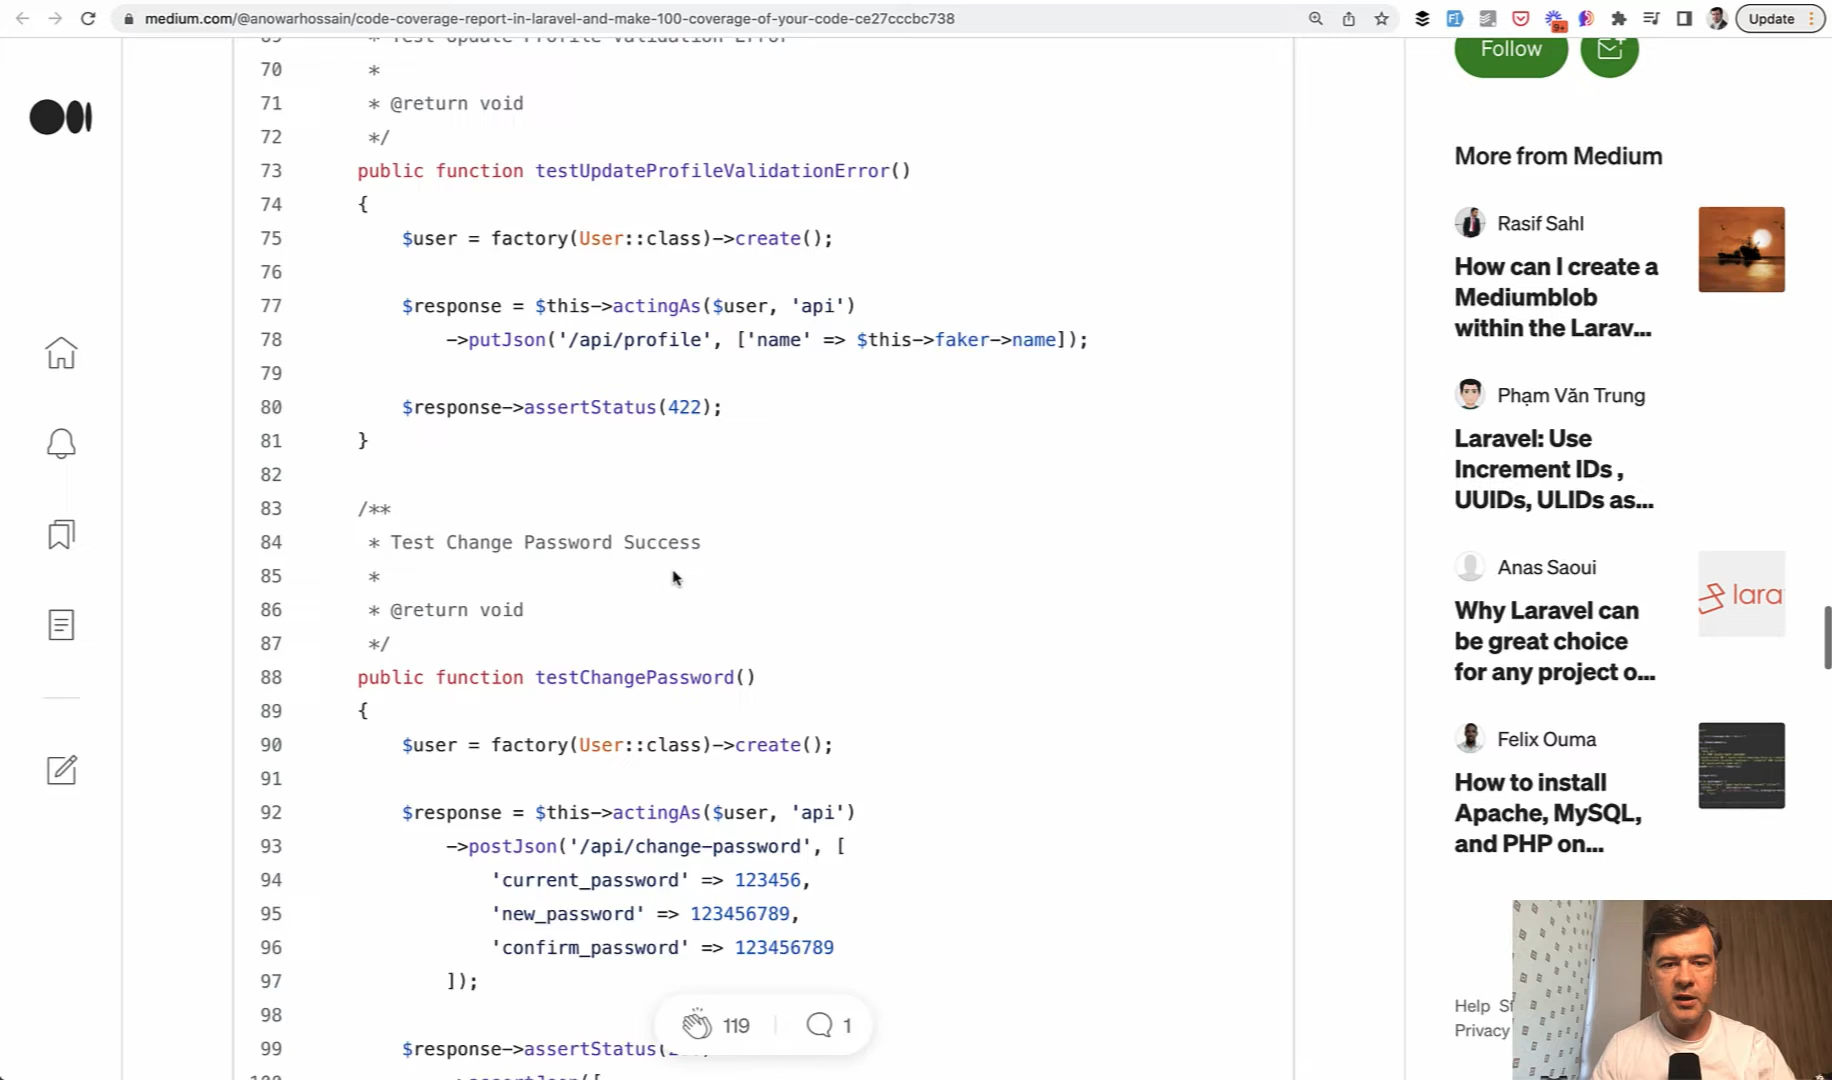 medium.com/@anowarhossain/code-coverage-report-in-laravel-and-make-100-coverage-of-your-code-ce27cccbc738
9+
Update
* Test Update Profile Validation Error
70 *
71 * @return void
72 */
73 public function testUpdateProfileValidationError()
74 {
75 $user = factory(User::class)->create();
76
77 $response = $this->actingAs($user, 'api')
78 ->putJson('/api/profile', ['name' => $this->faker->name]);
79
80 $response->assertStatus(422);
81 }
82
83 /**
84 * Test Change Password Success
85 *
86 * @return void
87 */
88 public function testChangePassword()
89 {
90 $user = factory(User::class)->create();
91
92 $response = $this->actingAs($user, 'api')
93 ->postJson('/api/change-password', [
94 'current_password' => 123456,
95 'new_password' => 123456789,
96 'confirm_password' => 123456789
97 ]);
98
99 $response->assertStatus(
119
1
Follow
More from Medium
Rasif Sahl
How can I create a
Mediumblob
within the Larav...
Phạm Văn Trung
Laravel: Use
Increment IDs ,
UUIDs, ULIDs as...
Anas Saoui
Why Laravel can
be great choice
for any project o...
lara
Felix Ouma
How to install
Apache, MySQL,
and PHP on...
Help
Privacy